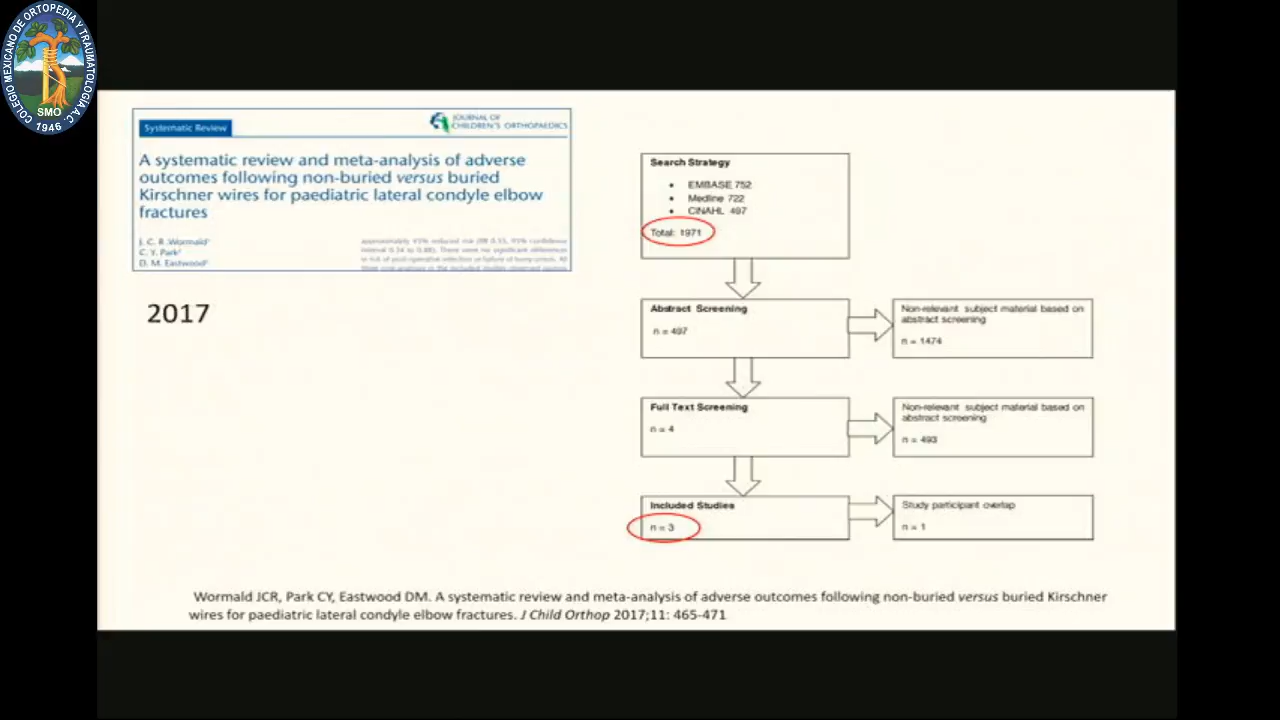 COLEGIO MEXICANO DE ORTOPEDIA Y TRAUMATOLOGIA A.C.
SMO
1946
Systematic Review
JOURNAL OF
CHILDREN'S ORTHOPAEDICS
A systematic review and meta-analysis of adverse
outcomes following non-buried versus buried
Kirschner wires for paediatric lateral condyle elbow
fractures
J. C. R. Wormald
C. Y. Park
D. M. Eastwood
2017
Search Strategy
• EMBASE 752
• Medline 722
• CINAHL 497
Total: 1971
Abstract Screening
n = 497
Non-relevant subject material based on
abstract screening
n = 1474
Full Text Screening
n = 4
Non-relevant subject material based on
abstract screening
n = 493
Included Studies
n = 3
Study participant overlap
n = 1
Wormald JCR, Park CY, Eastwood DM. A systematic review and meta-analysis of adverse outcomes following non-buried versus buried Kirschner
wires for paediatric lateral condyle elbow fractures. J Child Orthop 2017;11: 465-471